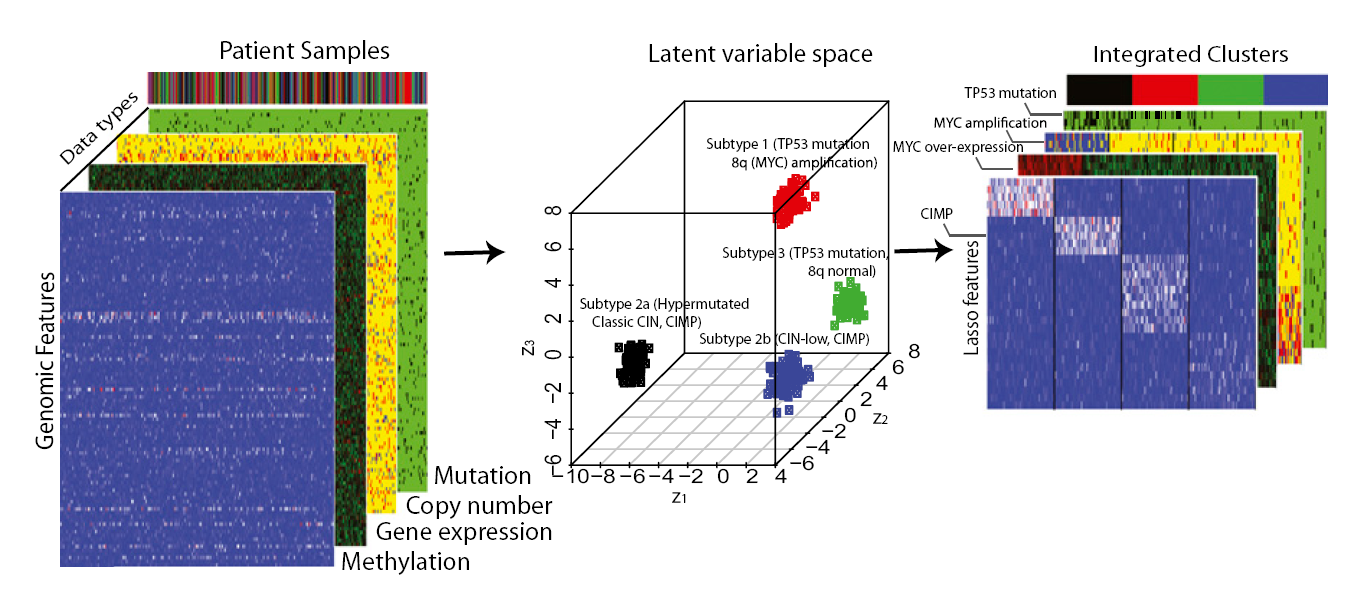 Patient Samples
Data types
Genomic Features
Mutation
Copy number
Gene expression
Methylation
Latent variable space
Subtype 1 (TP53 mutation
8q (MYC) amplification)
Subtype 3 (TP53 mutation,
8q normal)
Subtype 2a (Hypermutated
Classic CIN, CIMP)
Subtype 2b (CIN-low, CIMP)
Z3
8
6
4
2
0
−2
−4
−6
−10 −8 −6 −4 −2 0 2 4
Z1
−6
−4
−2
0
2
4
6
8
Z2
Integrated Clusters
TP53 mutation
MYC amplification
MYC over-expression
CIMP
Lasso features